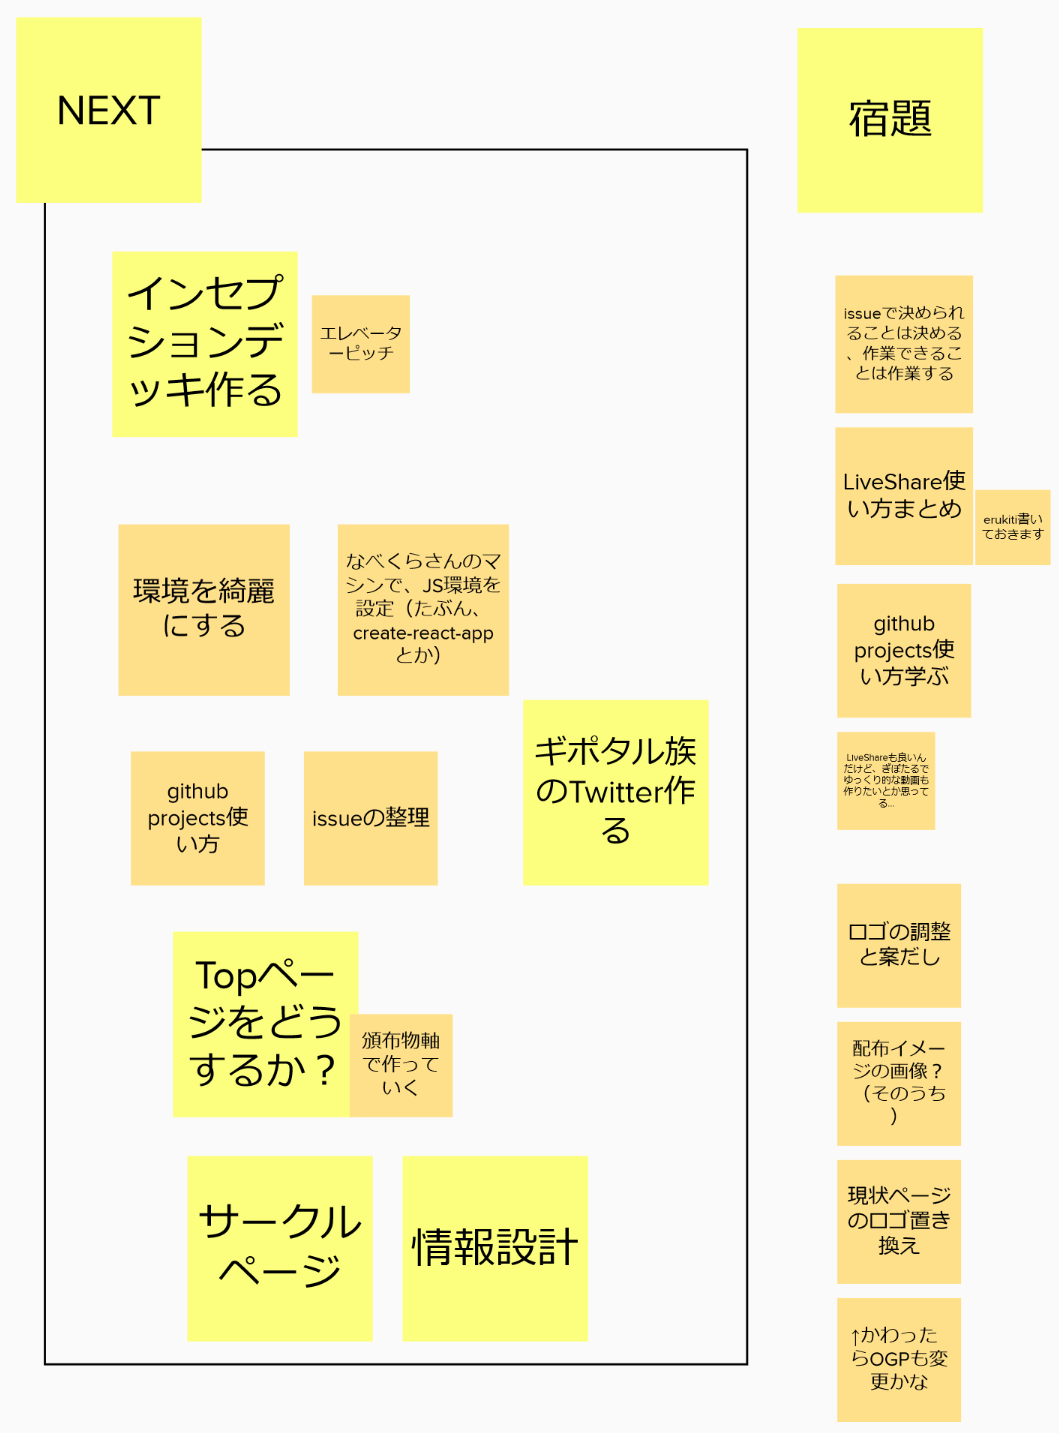 NEXT
インセプ
ションデ
ッキ作る
エレベータ
ーピッチ
環境を綺麗
にする
なべくらさんのマ
シンで、JS環境を
設定（たぶん、
create-react-app
とか）
github
projects使
い方
issueの整理
ギポタル族
のTwitter作
る
Topペー
ジをどう
するか？
頒布物軸
で作って
いく
サークル
ページ
情報設計
宿題
issueで決められ
ることは決める
、作業できるこ
とは作業する
LiveShare使
い方まとめ
erukiti書い
ておきます
github
projects使
い方学ぶ
LiveShareも良いん
だけど、ぎぽたるで
ゆっくり的な動画も
作りたいとか思って
る...
ロゴの調整
と案だし
配布イメー
ジの画像？
（そのうち
）
現状ページ
のロゴ置き
換え
↑かわった
らOGPも変
更かな